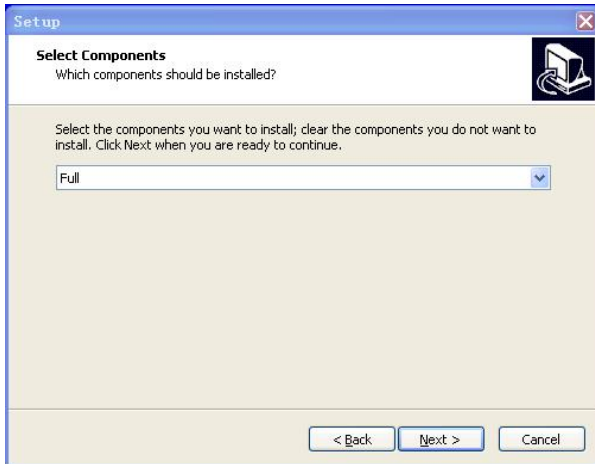 Setup
Select Components
Which components should be installed?
Select the components you want to install; clear the components you do not want to
install. Click Next when you are ready to continue.
Full
< Back
Next >
Cancel